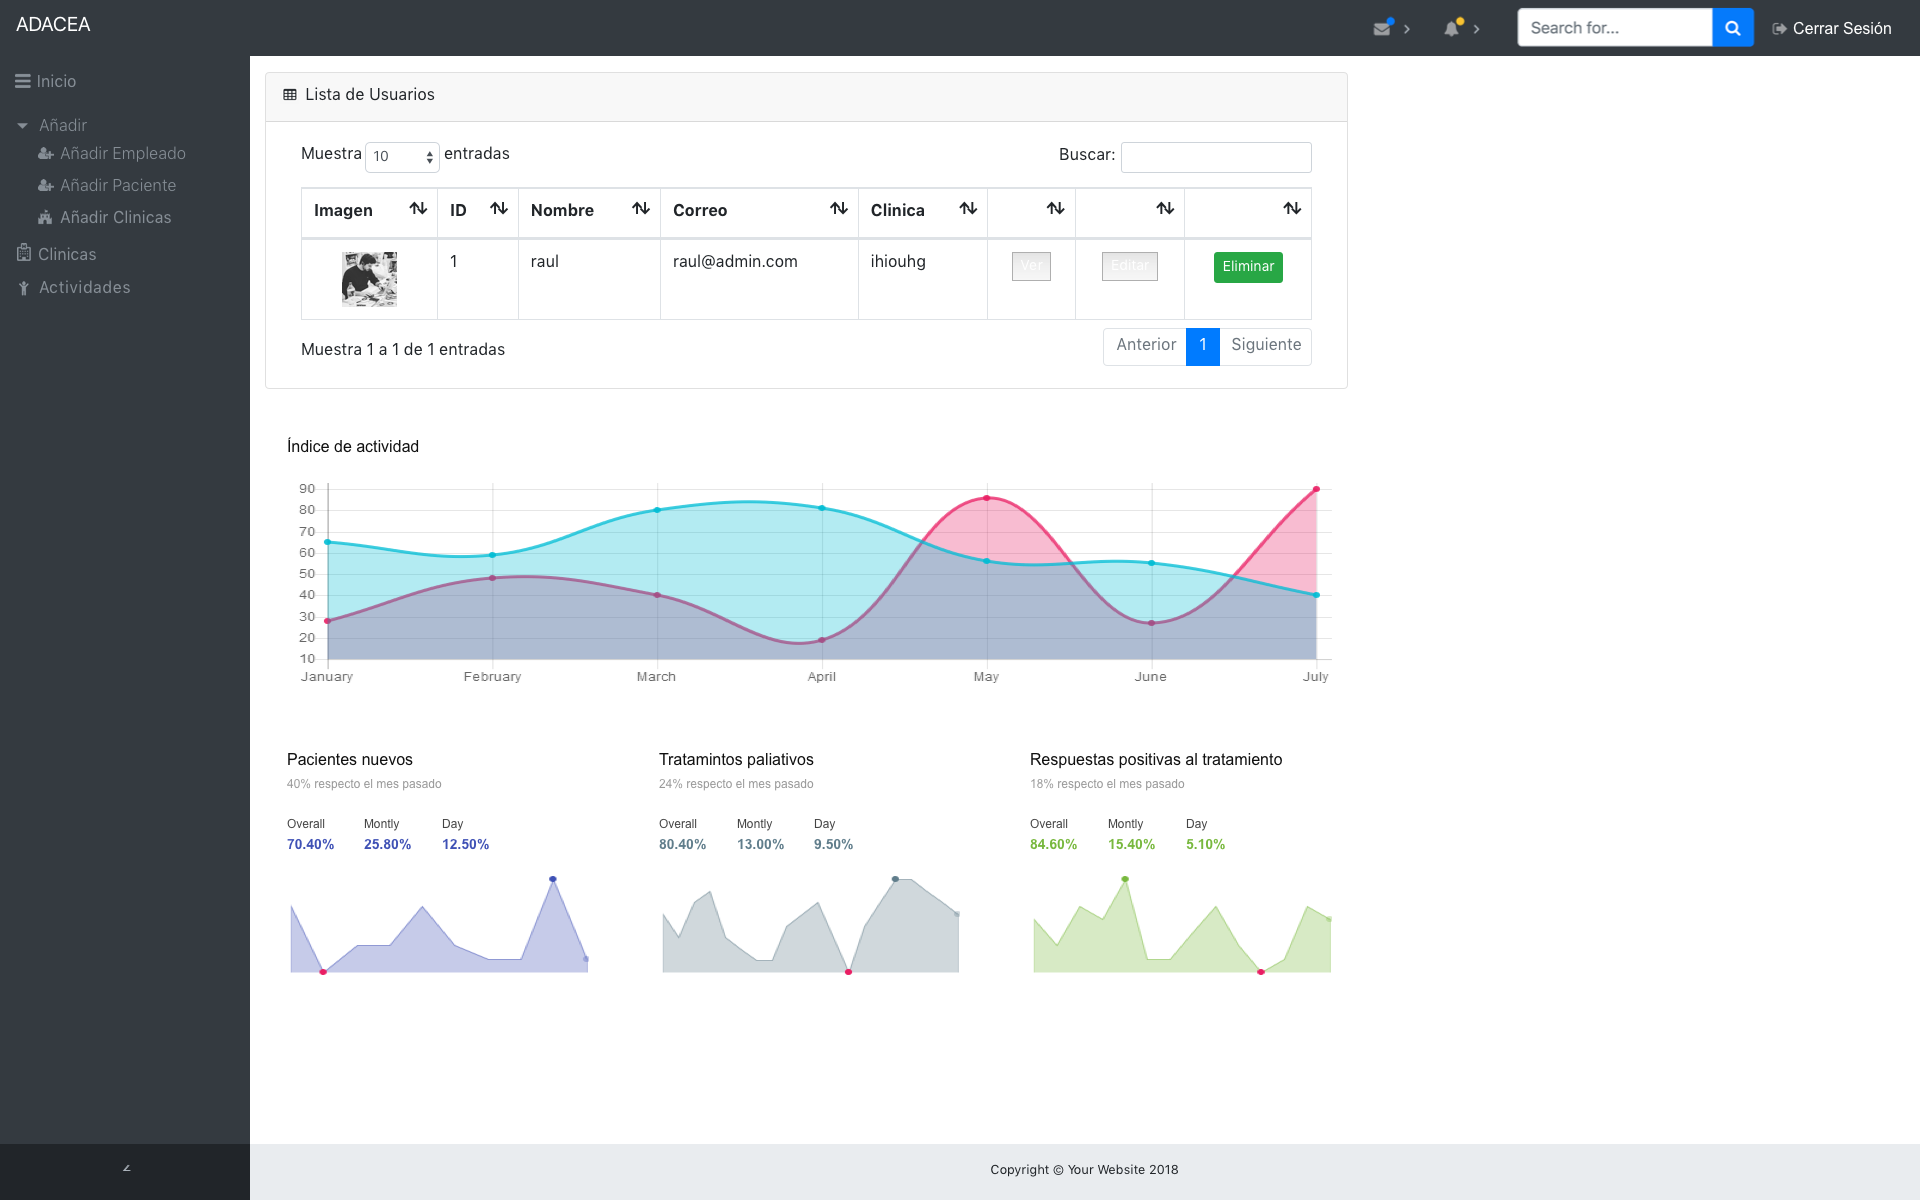 ADACEA
Search for...
Cerrar Sesión
Inicio
Añadir
Añadir Empleado
Añadir Paciente
Añadir Clinicas
Clinicas
Actividades
Lista de Usuarios
Muestra 10 entradas
Buscar:
Imagen ID Nombre Correo Clinica
1 raul raul@admin.com ihiouhg Ver Editar Eliminar
Muestra 1 a 1 de 1 entradas
Anterior 1 Siguiente
Índice de actividad
90
80
70
60
50
40
30
20
10
January February March April May June July
Pacientes nuevos
40% respecto el mes pasado
Overall Montly Day
70.40% 25.80% 12.50%
Tratamintos paliativos
24% respecto el mes pasado
Overall Montly Day
80.40% 13.00% 9.50%
Respuestas positivas al tratamiento
18% respecto el mes pasado
Overall Montly Day
84.60% 15.40% 5.10%
Copyright © Your Website 2018